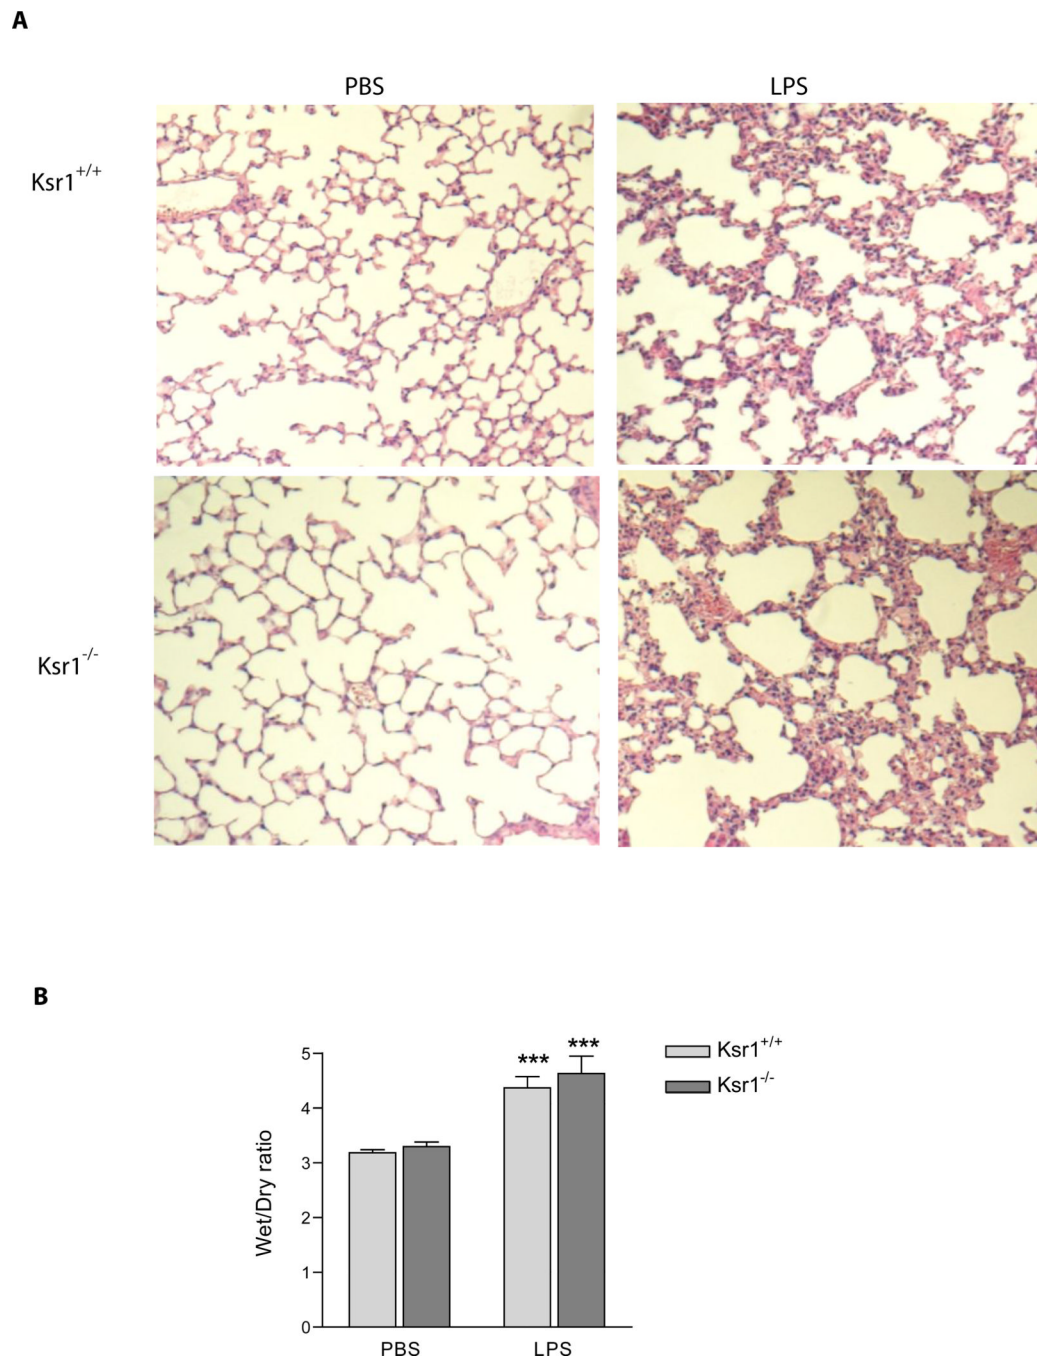 A
PBS
LPS
Ksr1+/+
Ksr1-/-
B
*** ***
Ksr1+/+
Ksr1-/-
Wet/Dry ratio
5
4
3
2
1
0
PBS
LPS